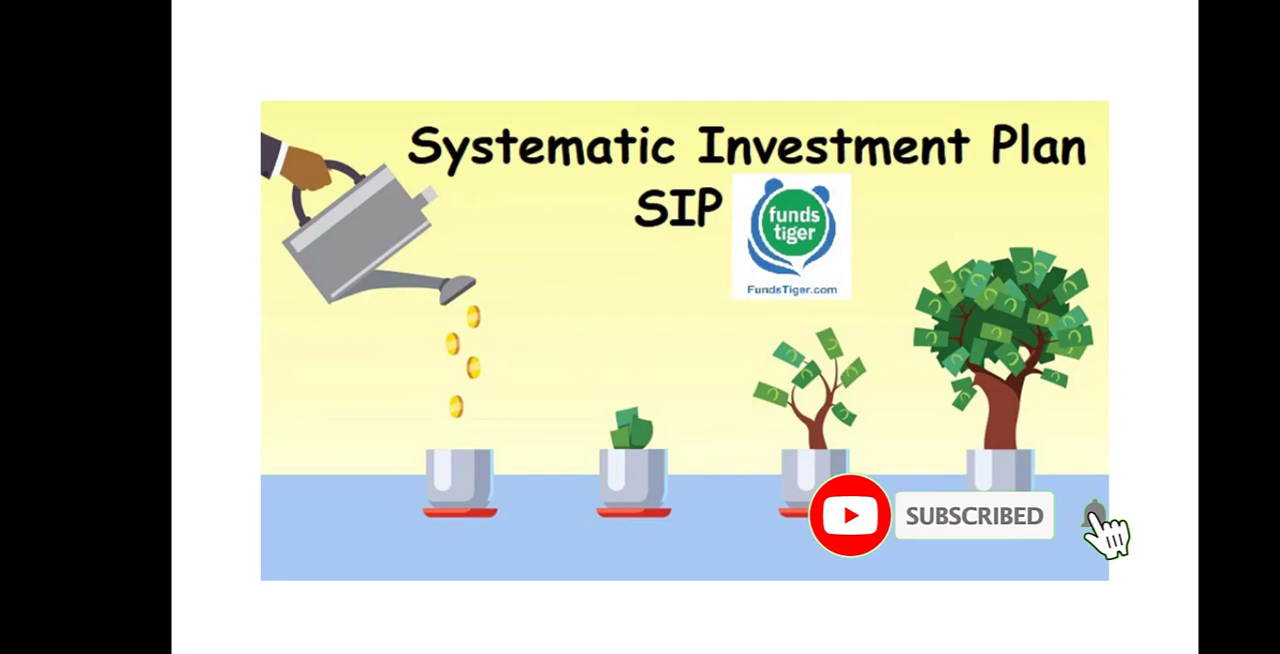 Systematic Investment Plan
SIP
funds
tiger
FundsTiger.com
SUBSCRIBED